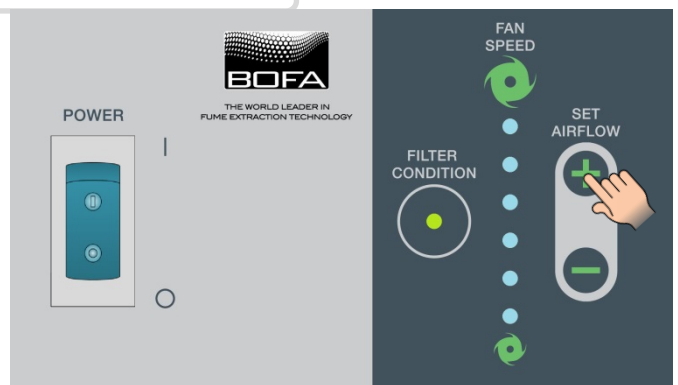 POWER
BOFA
THE WORLD LEADER IN
FUME EXTRACTION TECHNOLOGY
FILTER
CONDITION
FAN
SPEED
SET
AIRFLOW